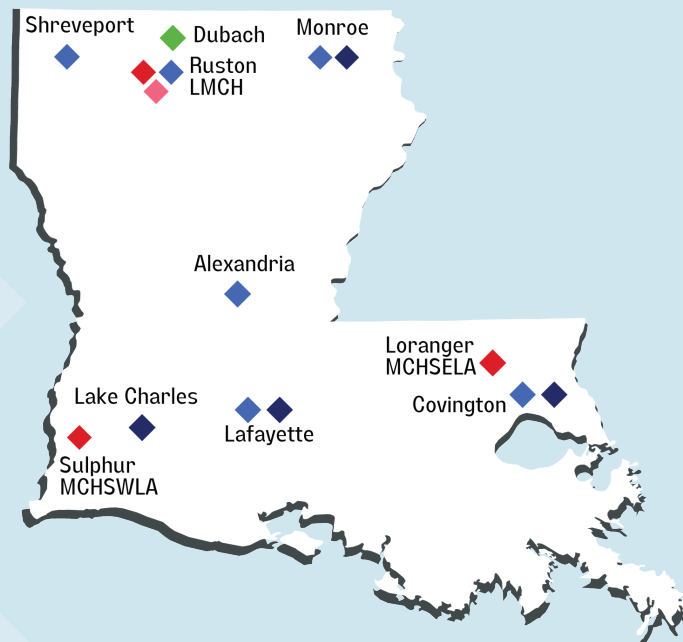 Shreveport
Dubach
Monroe
Ruston
LMCH
Alexandria
Loranger
MCHSELA
Lake Charles
Covington
Lafayette
Sulphur
MCHSWLA